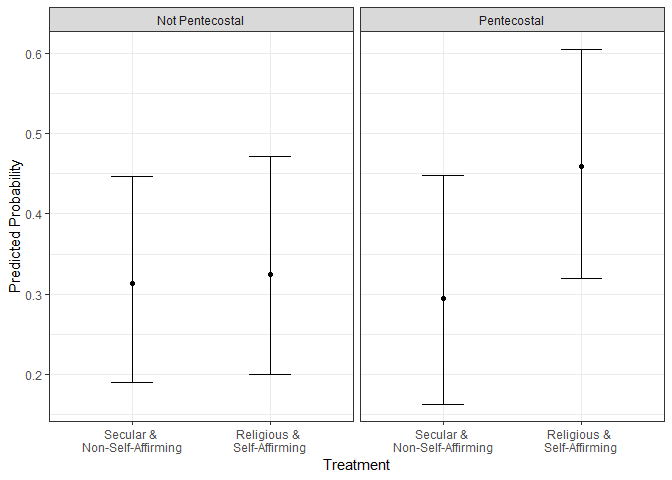 Not Pentecostal
Pentecostal
Predicted Probability
0.6
0.5
0.4
0.3
0.2
Secular &
Non-Self-Affirming
Religious &
Self-Affirming
Secular &
Non-Self-Affirming
Religious &
Self-Affirming
Treatment